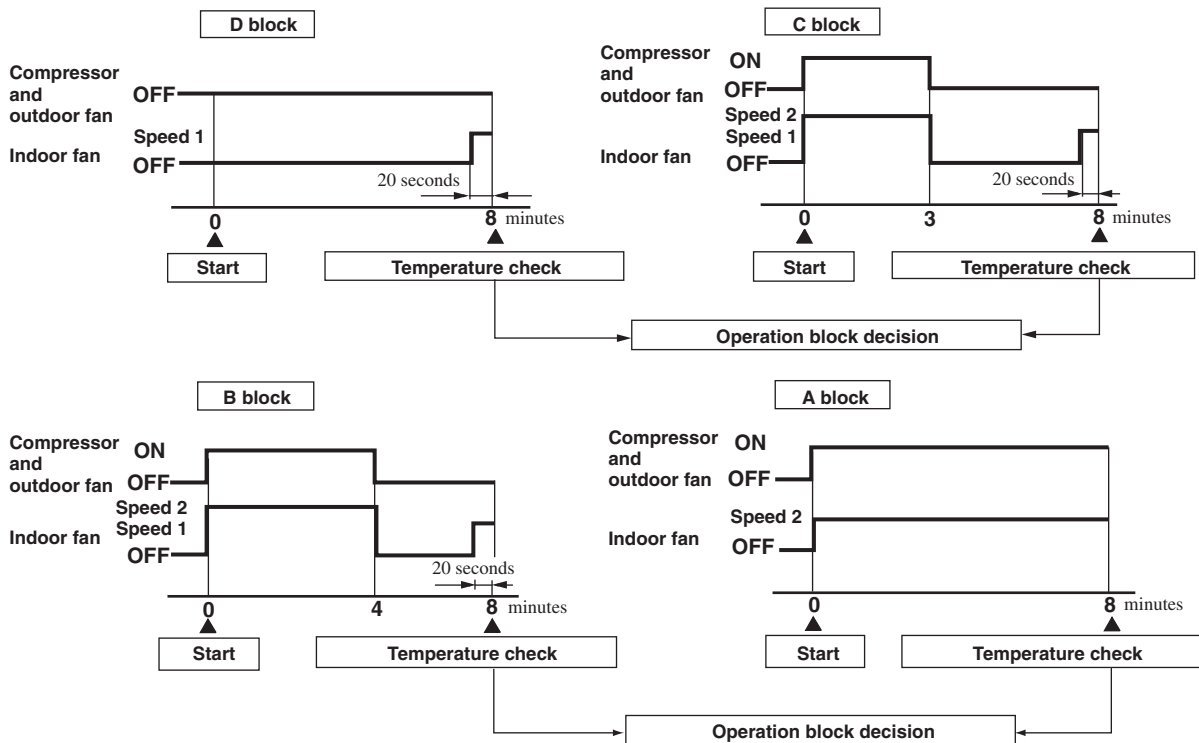 D block
Compressor
and
outdoor fan
OFF
Speed 1
Indoor fan
OFF
20 seconds
0
8 minutes
Start
Temperature check
C block
Compressor
and
outdoor fan
ON
OFF
Speed 2
Speed 1
Indoor fan
OFF
20 seconds
0
3
8 minutes
Start
Temperature check
Operation block decision
B block
Compressor
and
outdoor fan
ON
OFF
Speed 2
Speed 1
Indoor fan
OFF
20 seconds
0
4
8 minutes
Start
Temperature check
A block
Compressor
and
outdoor fan
ON
OFF
Speed 2
Indoor fan
OFF
0
8 minutes
Start
Temperature check
Operation block decision